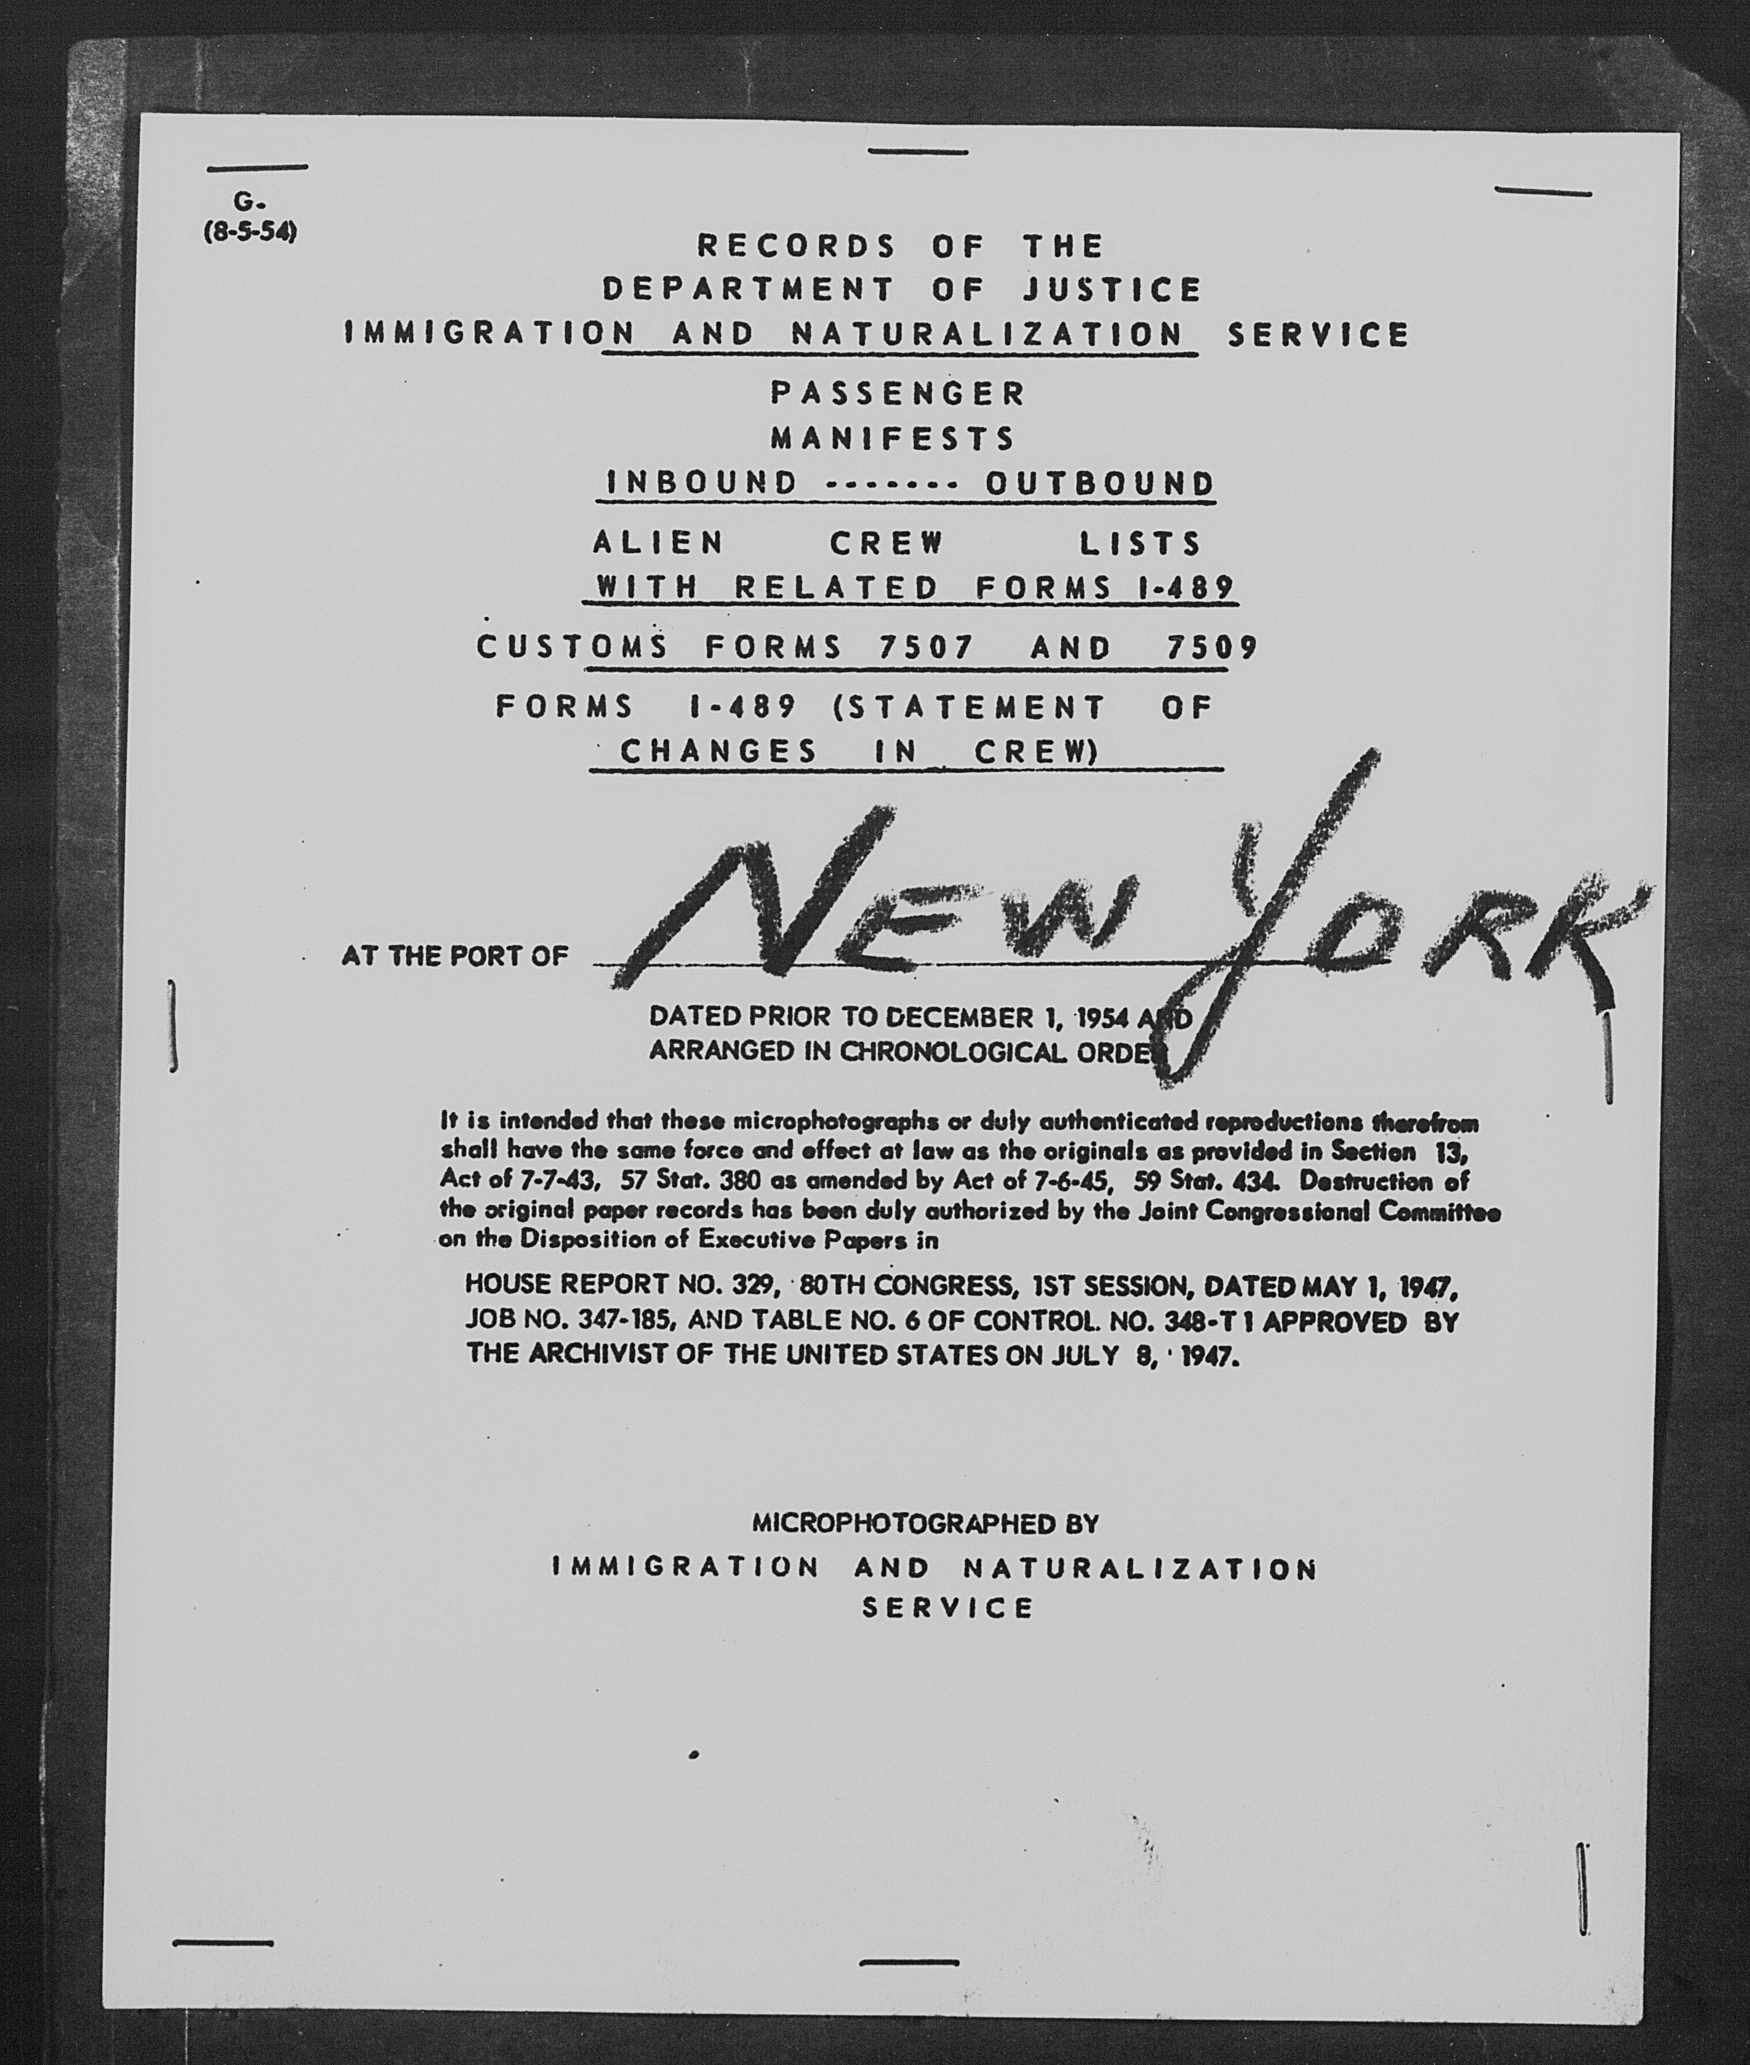 G.
(8-5-54)
RECORDS OF THE
DEPARTMENT OF JUSTICE
IMMIGRATION AND NATURALIZATION SERVICE
PASSENGER
MANIFESTS
INBOUND ------- OUTBOUND
ALIEN CREW LISTS
WITH RELATED FORMS I-489
CUSTOMS FORMS 7507 AND 7509
FORMS I-489 (STATEMENT OF
CHANGES IN CREW)
AT THE PORT OF NEW YORK
DATED PRIOR TO DECEMBER 1, 1954 AND
ARRANGED IN CHRONOLOGICAL ORDER
It is intended that these microphotographs or duly authenticated reproductions therefrom
shall have the same force and effect at law as the originals as provided in Section 13,
Act of 7-7-43, 57 Stat. 380 as amended by Act of 7-6-45, 59 Stat. 434. Destruction of
the original paper records has been duly authorized by the Joint Congressional Committee
on the Disposition of Executive Papers in
HOUSE REPORT NO. 329, 80TH CONGRESS, 1ST SESSION, DATED MAY 1, 1947,
JOB NO. 347-185, AND TABLE NO. 6 OF CONTROL NO. 348-T1 APPROVED BY
THE ARCHIVIST OF THE UNITED STATES ON JULY 8, 1947.
MICROPHOTOGRAPHED BY
IMMIGRATION AND NATURALIZATION
SERVICE